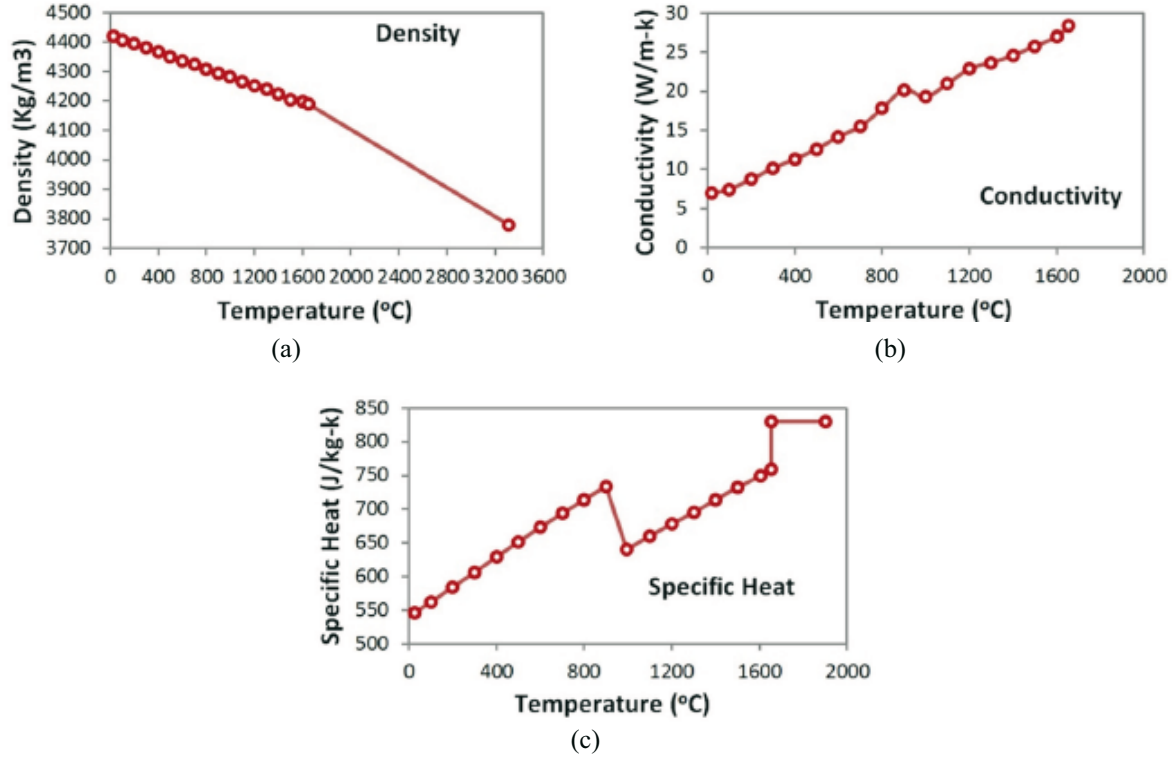 4500
4400
4300
4200
4100
4000
3900
3800
3700
Density (Kg/m3)
Density
0 400 800 1200 1600 2000 2400 2800 3200 3600
Temperature (ºC)
(a)
30
25
20
15
10
5
0
Conductivity (W/m-k)
Conductivity
0 400 800 1200 1600 2000
Temperature (ºC)
(b)
850
800
750
700
650
600
550
500
Specific Heat (J/kg-k)
Specific Heat
0 400 800 1200 1600 2000
Temperature (ºC)
(c)